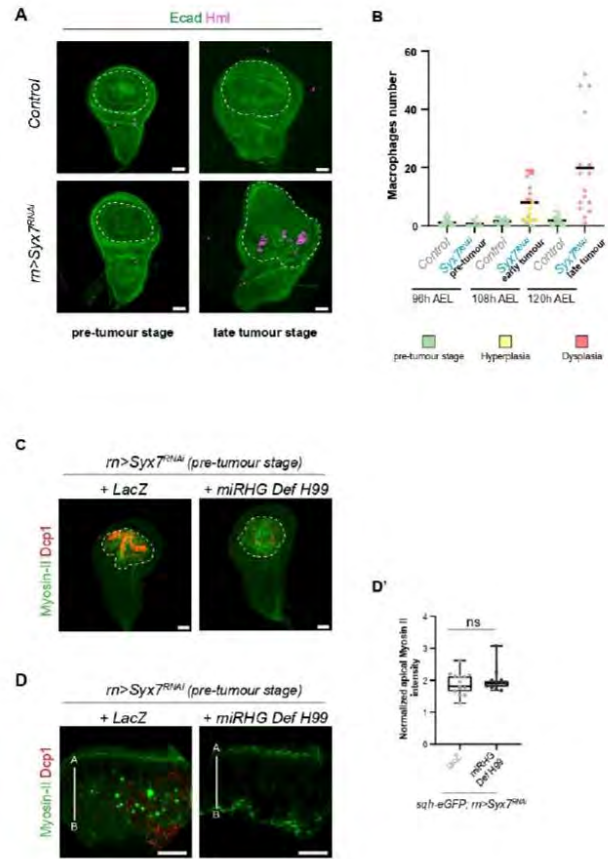 A
Ecad Hml
Control
rn>Syx7RNAi
pre-tumour stage
late tumour stage
B
Macrophages number
60
40
20
0
Control
Syx7RNAi
pre-tumour
Control
Syx7RNAi
early tumour
Control
Syx7RNAi
late tumour
96h AEL
108h AEL
120h AEL
pre-tumour stage
Hyperplasia
Dysplasia
C
rn>Syx7RNAi (pre-tumour stage)
+ LacZ
+ miRHG Def H99
Myosin-II Dcp1
D
rn>Syx7RNAi (pre-tumour stage)
+ LacZ
+ miRHG Def H99
Myosin-II Dcp1
A
B
A
B
D'
Normalized apical Myosin II
intensity
4
3
2
1
0
ns
LacZ
miRHG
Def H99
sqh-eGFP; rn>Syx7RNAi